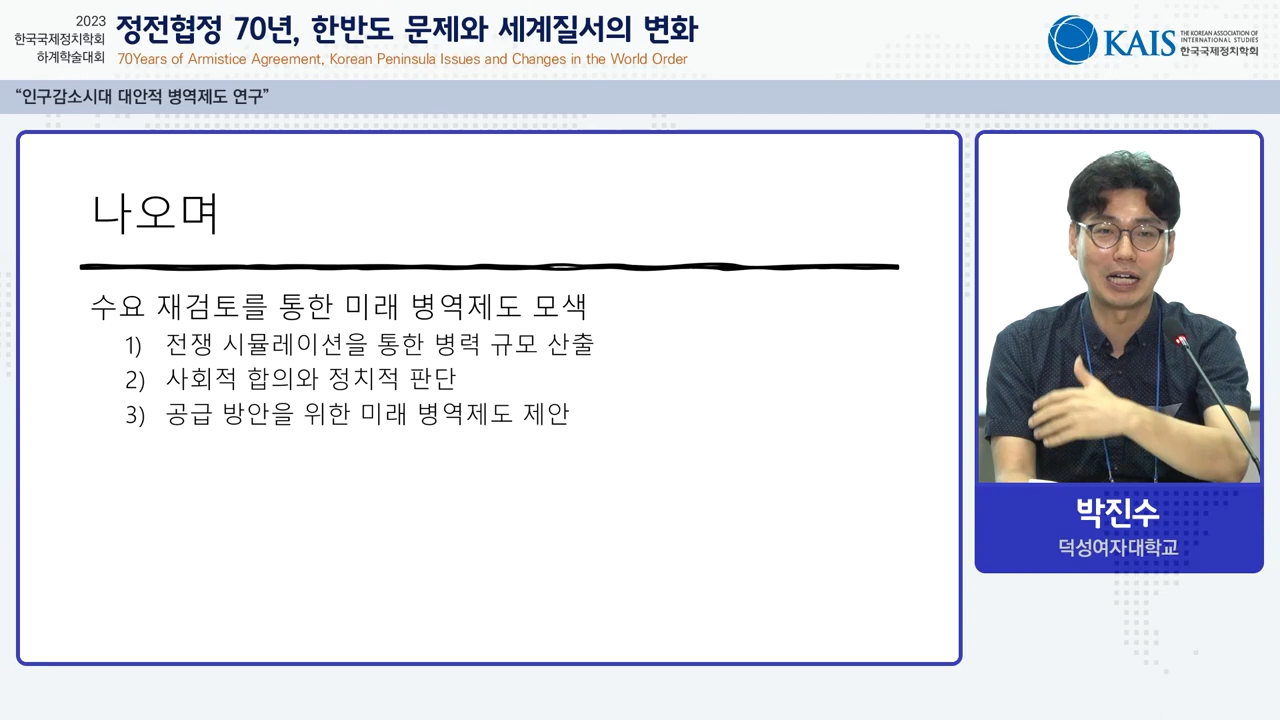 2023
한국국제정치학회
하계학술대회
정전협정 70년, 한반도 문제와 세계질서의 변화
70Years of Armistice Agreement, Korean Peninsula Issues and Changes in the World Order
KAIS
THE KOREAN ASSOCIATION OF
INTERNATIONAL STUDIES
한국국제정치학회
“인구감소시대 대안적 병역제도 연구”
나오며
수요 재검토를 통한 미래 병역제도 모색
1) 전쟁 시뮬레이션을 통한 병력 규모 산출
2) 사회적 합의와 정치적 판단
3) 공급 방안을 위한 미래 병역제도 제안
박진수
덕성여자대학교